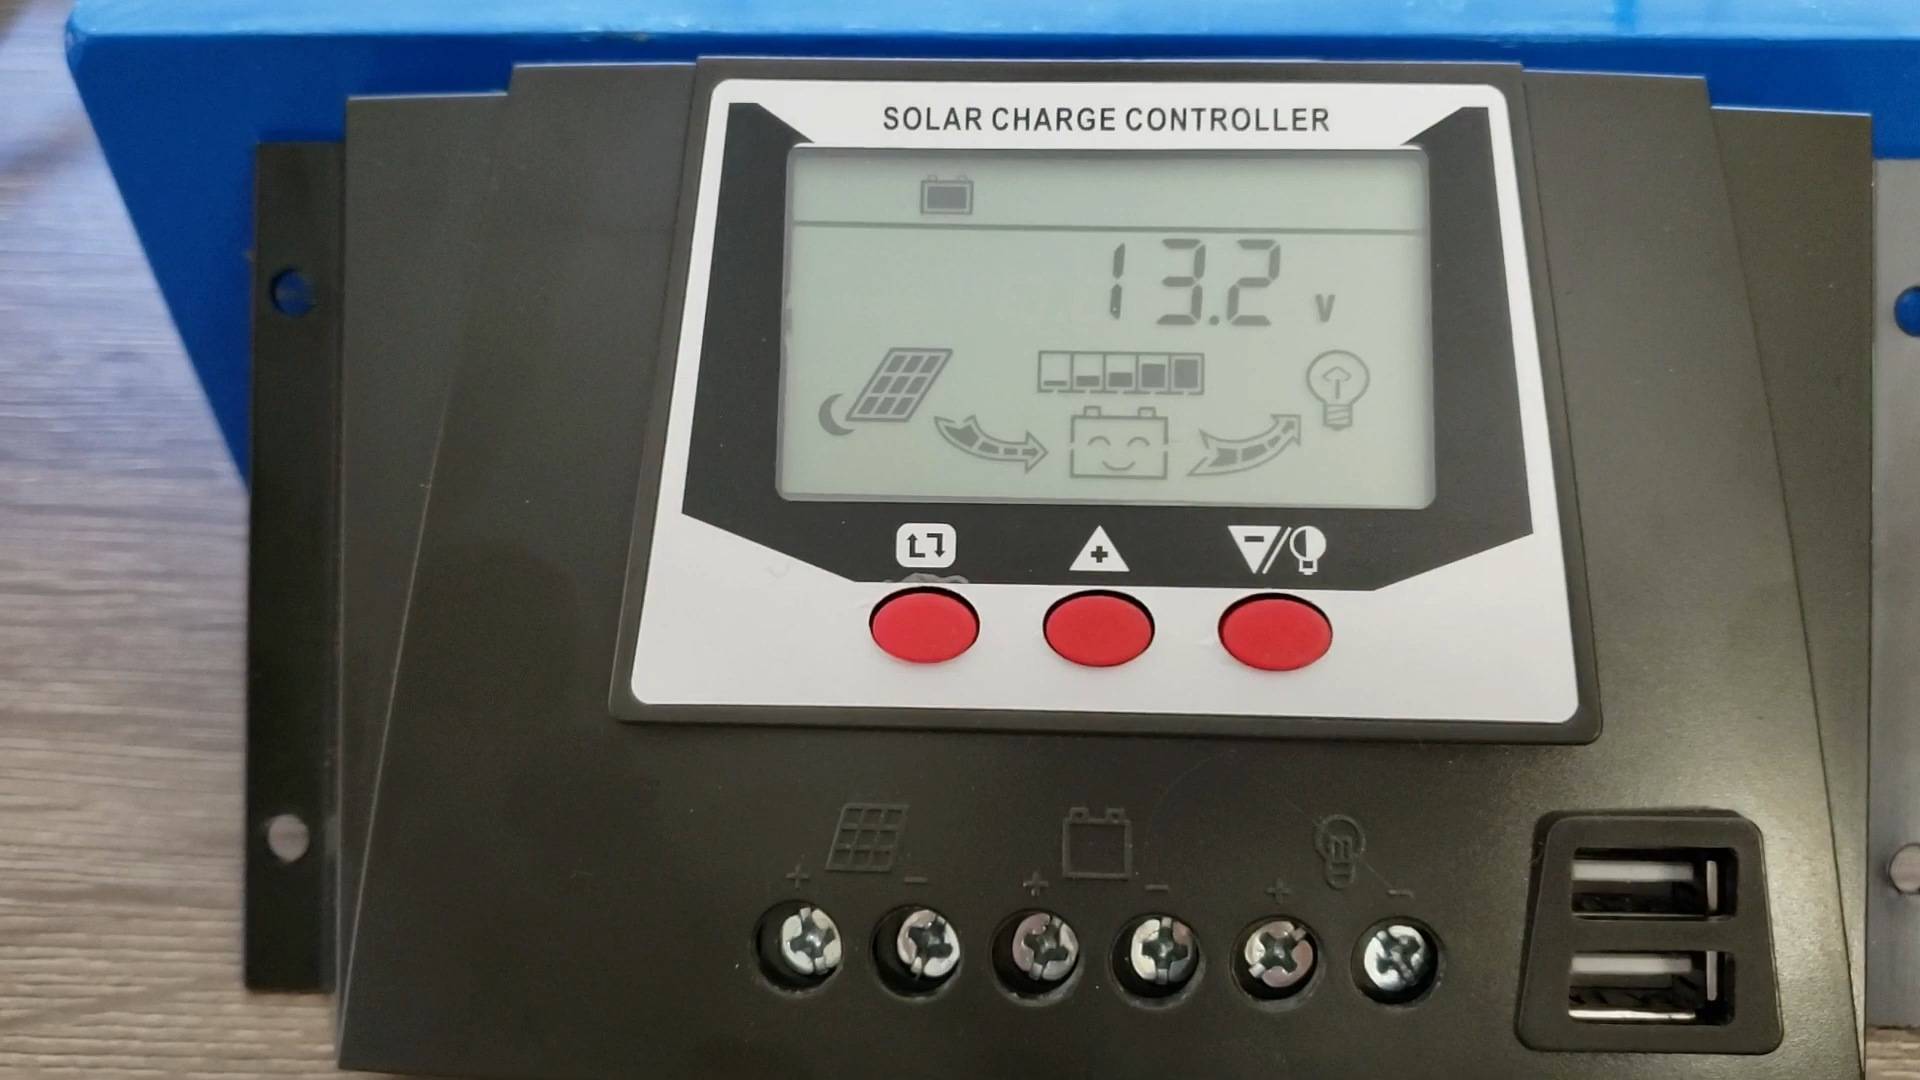 SOLAR CHARGE CONTROLLER
13.2 V
+ - + - + -